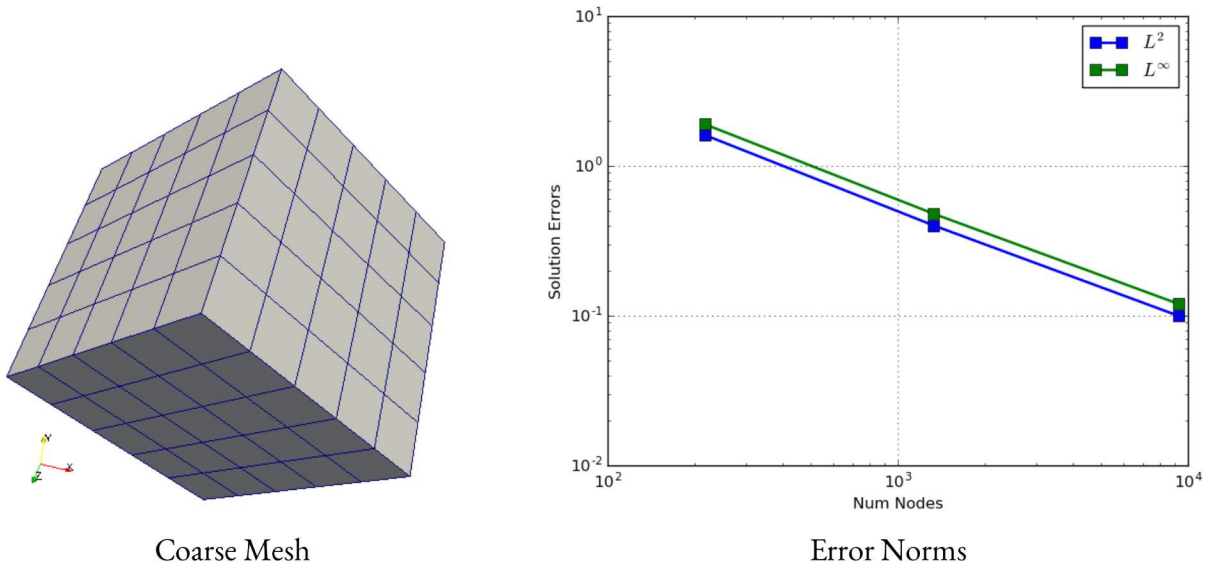 Y
X
Z
Coarse Mesh
10^1
10^0
10^-1
10^-2
Solution Errors
L^2
L^∞
10^2
10^3
10^4
Num Nodes
Error Norms